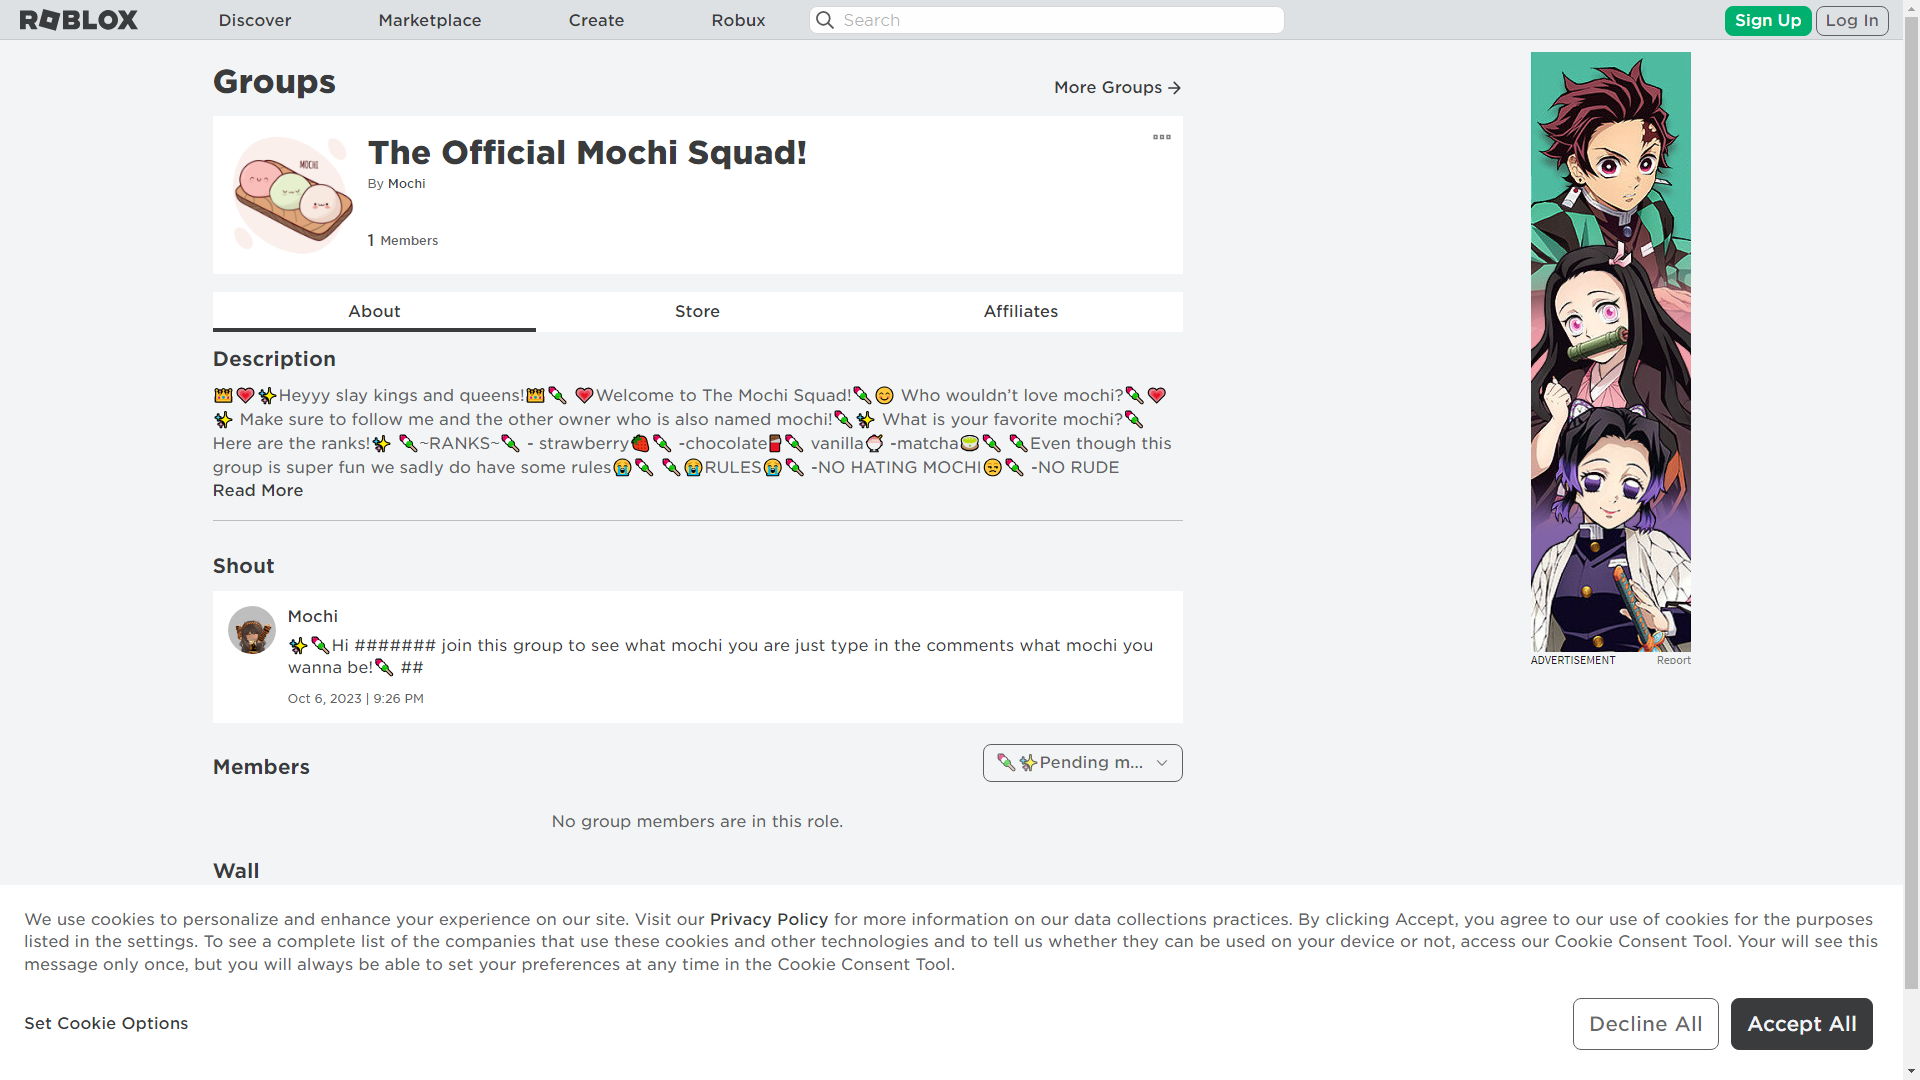 ROBLOX Discover Marketplace Create Robux Search Sign Up Log In
Groups
More Groups →
MOCHI
The Official Mochi Squad!
By Mochi
1 Members
About Store Affiliates
Description
👑💗✨Heyyy slay kings and queens!👑🍡 💗Welcome to The Mochi Squad!🍡😊 Who wouldn’t love mochi?🍡💗
✨ Make sure to follow me and the other owner who is also named mochi!🍡✨ What is your favorite mochi?🍡
Here are the ranks!✨ 🍡~RANKS~🍡 - strawberry🍓🍡 -chocolate🍫🍡 vanilla🍨 -matcha🍵🍡 🍡Even though this
group is super fun we sadly do have some rules😭🍡 🍡😭RULES😭🍡 -NO HATING MOCHI😒🍡 -NO RUDE
Read More
Shout
Mochi
✨🍡Hi ####### join this group to see what mochi you are just type in the comments what mochi you
wanna be!🍡 ##
Oct 6, 2023 | 9:26 PM
Members
🍡✨Pending m...
No group members are in this role.
Wall
ADVERTISEMENT Report
We use cookies to personalize and enhance your experience on our site. Visit our Privacy Policy for more information on our data collections practices. By clicking Accept, you agree to our use of cookies for the purposes
listed in the settings. To see a complete list of the companies that use these cookies and other technologies and to tell us whether they can be used on your device or not, access our Cookie Consent Tool. Your will see this
message only once, but you will always be able to set your preferences at any time in the Cookie Consent Tool.
Set Cookie Options
Decline All
Accept All